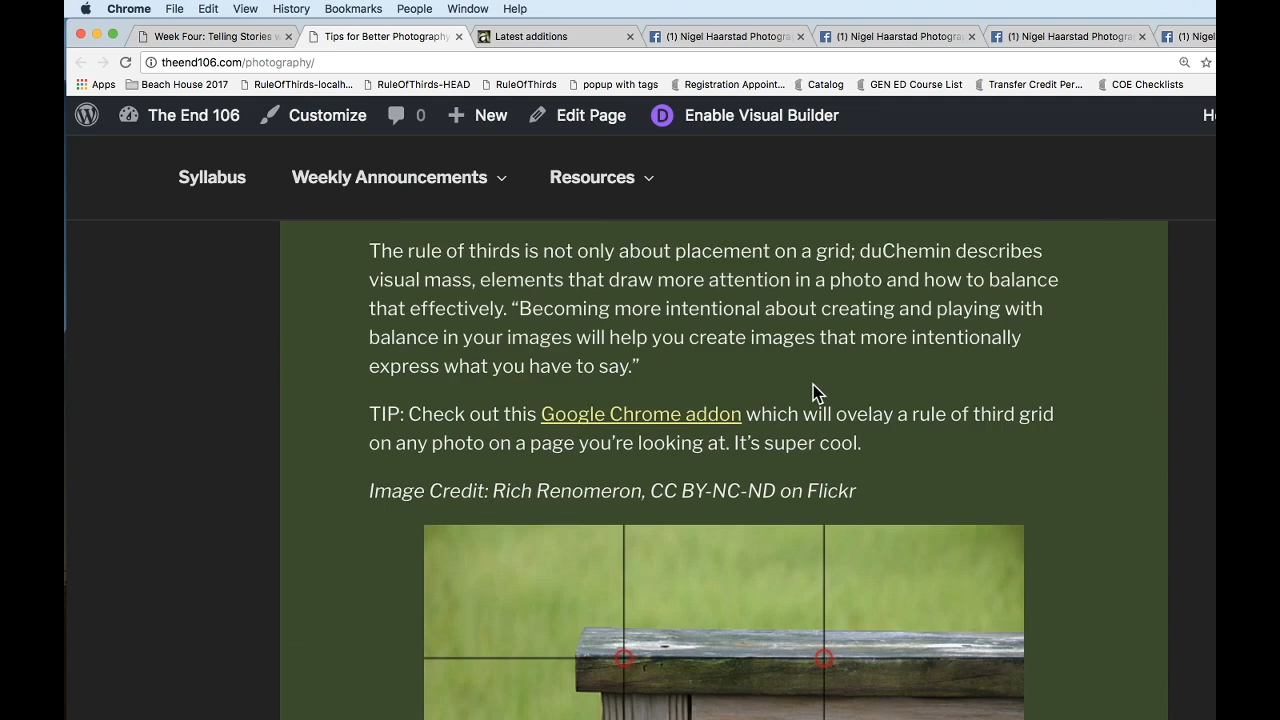 Chrome File Edit View History Bookmarks People Window Help
Week Four: Telling Stories w
Tips for Better Photography
Latest additions
(1) Nigel Haarstad Photogra
(1) Nigel Haarstad Photogra
(1) Nigel Haarstad Photogra
(1) Ni
theend106.com/photography/
Apps Beach House 2017 RuleOfThirds-localh... RuleOfThirds-HEAD RuleOfThirds popup with tags Registration Appoint... Catalog GEN ED Course List Transfer Credit Per... COE Checklists
The End 106 Customize 0 New Edit Page D Enable Visual Builder
Syllabus Weekly Announcements Resources
The rule of thirds is not only about placement on a grid; duChemin describes
visual mass, elements that draw more attention in a photo and how to balance
that effectively. “Becoming more intentional about creating and playing with
balance in your images will help you create images that more intentionally
express what you have to say.”
TIP: Check out this Google Chrome addon which will ovelay a rule of third grid
on any photo on a page you’re looking at. It’s super cool.
Image Credit: Rich Renomeron, CC BY-NC-ND on Flickr